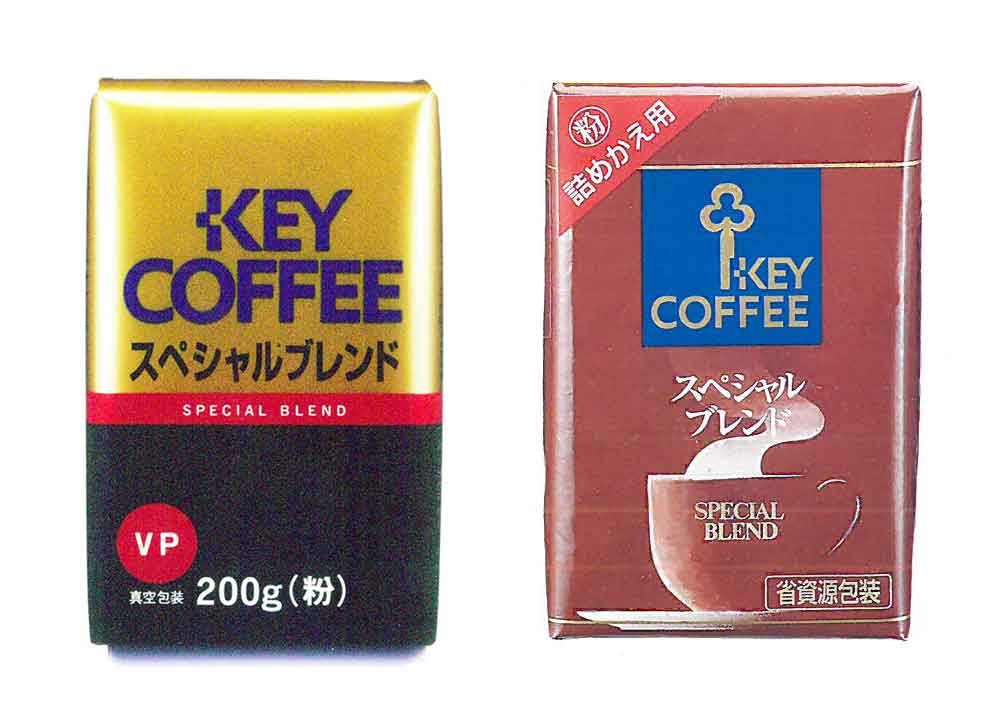 KEY
COFFEE
スペシャルブレンド
SPECIAL BLEND
VP
真空包装 200g(粉)
粉
詰めかえ用
KEY
COFFEE
スペシャル
ブレンド
SPECIAL
BLEND
省資源包装